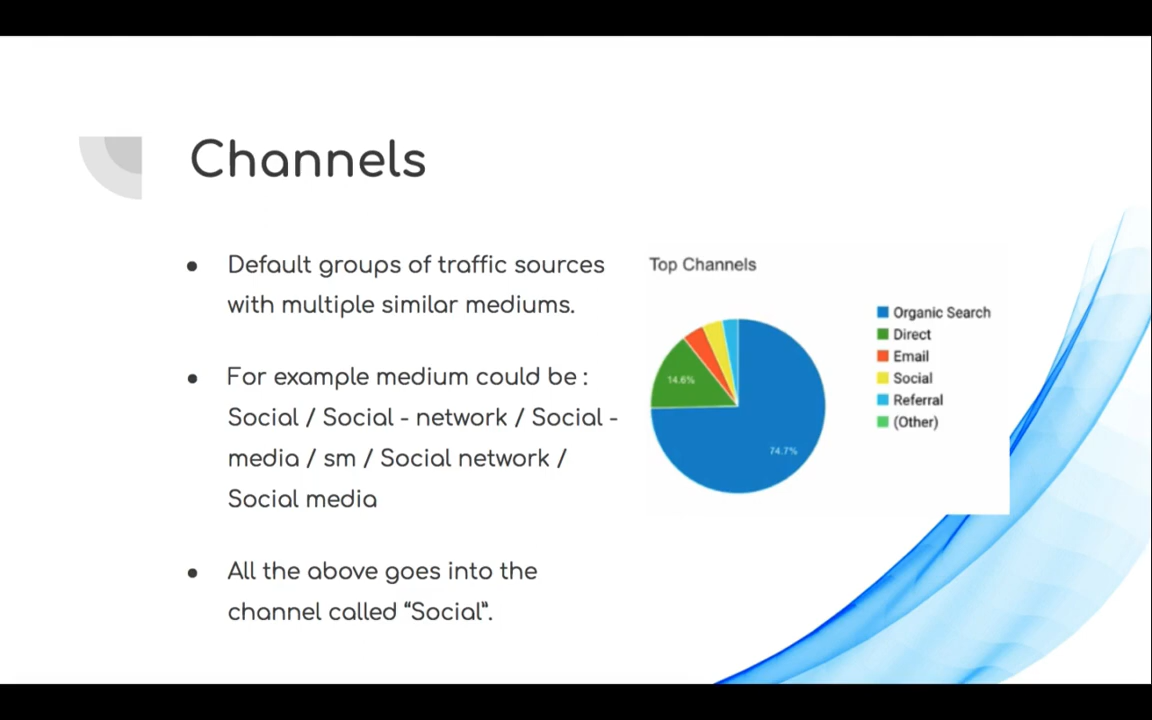 Channels
● Default groups of traffic sources
with multiple similar mediums.
● For example medium could be :
Social / Social - network / Social -
media / sm / Social network /
Social media
● All the above goes into the
channel called “Social”.
Top Channels
14.6%
74.7%
Organic Search
Direct
Email
Social
Referral
(Other)